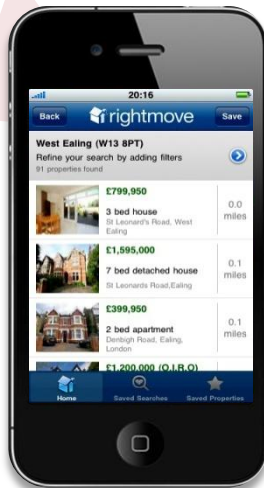 20:16
Back
rightmove
Save
West Ealing (W13 8PT)
Refine your search by adding filters
91 properties found
£799,950
3 bed house
St Leonard's Road, West
Ealing
0.0
miles
£1,595,000
7 bed detached house
St Leonards Road,Ealing
0.1
miles
£399,950
2 bed apartment
Denbigh Road, Ealing,
London
0.1
miles
£1,200,000 (O.I.R.O)
Home
Saved Searches
Saved Properties